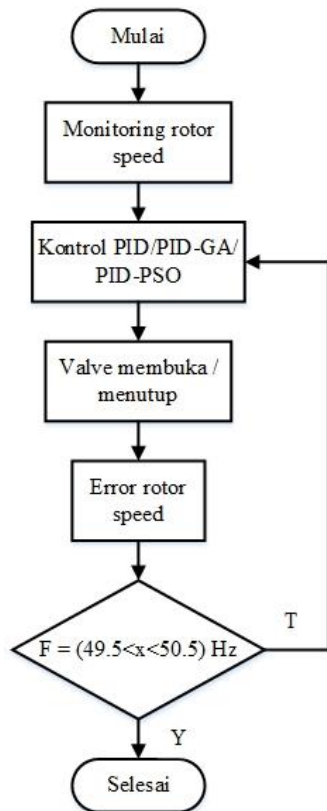 Mulai
Monitoring rotor
speed
Kontrol PID/PID-GA/
PID-PSO
Valve membuka /
menutup
Error rotor
speed
F = (49.5<x<50.5) Hz
T
Y
Selesai